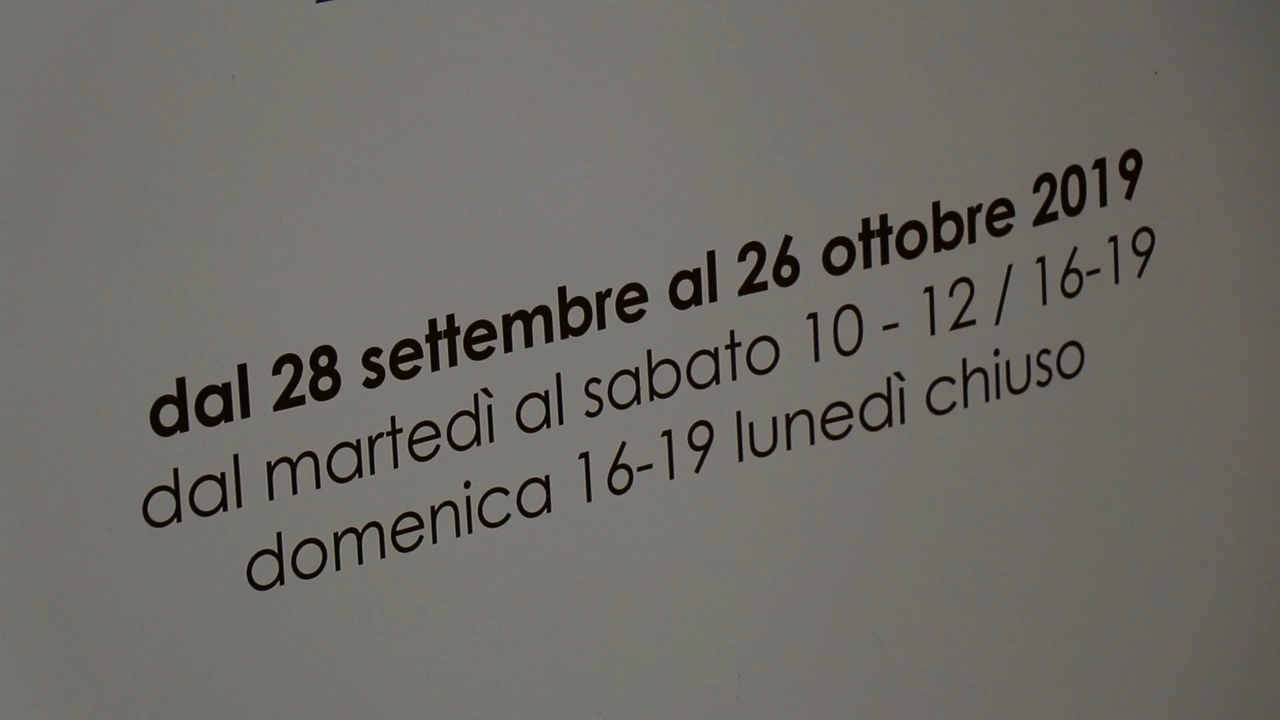 dal 28 settembre al 26 ottobre 2019
dal martedì al sabato 10 - 12 / 16-19
domenica 16-19 lunedì chiuso